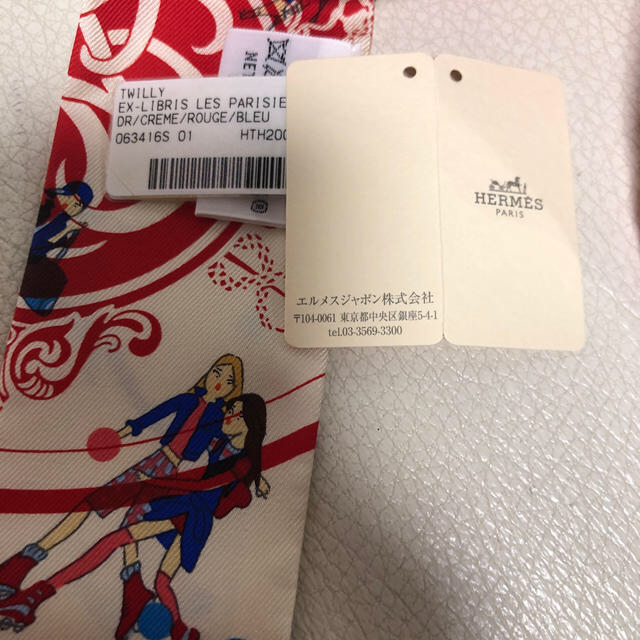 TWILLY
EX-LIBRIS LES PARISIE
DR/CREME/ROUGE/BLEU
063416S 01 HTH200
HERMÈS
PARIS
エルメスジャポン株式会社
〒104-0061 東京都中央区銀座5-4-1
tel.03-3569-3300